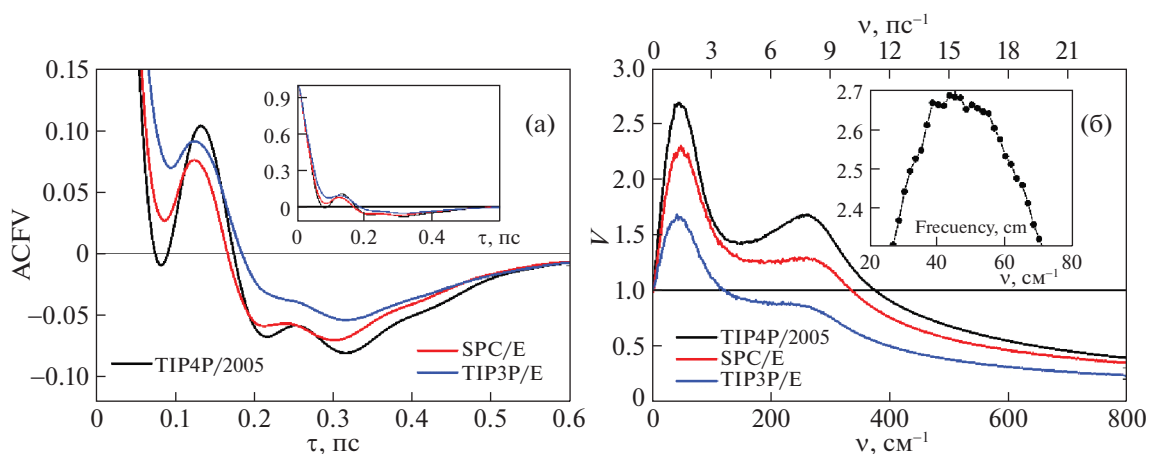 0.15
0.10
0.05
0
−0.05
−0.10
ACFV
0 0.1 0.2 0.3 0.4 0.5 0.6
τ, пс
(а)
0.9
0.6
0.3
0
0 0.2 0.4
τ, пс
TIP4P/2005
SPC/E
TIP3P/E
ν, пс⁻¹
0 3 6 9 12 15 18 21
3.0
2.5
2.0
1.5
1.0
0.5
0
V
(б)
2.7
2.6
2.5
2.4
Frecuency, cm
20 40 60 80
ν, см⁻¹
TIP4P/2005
SPC/E
TIP3P/E
0 200 400 600 800
ν, см⁻¹